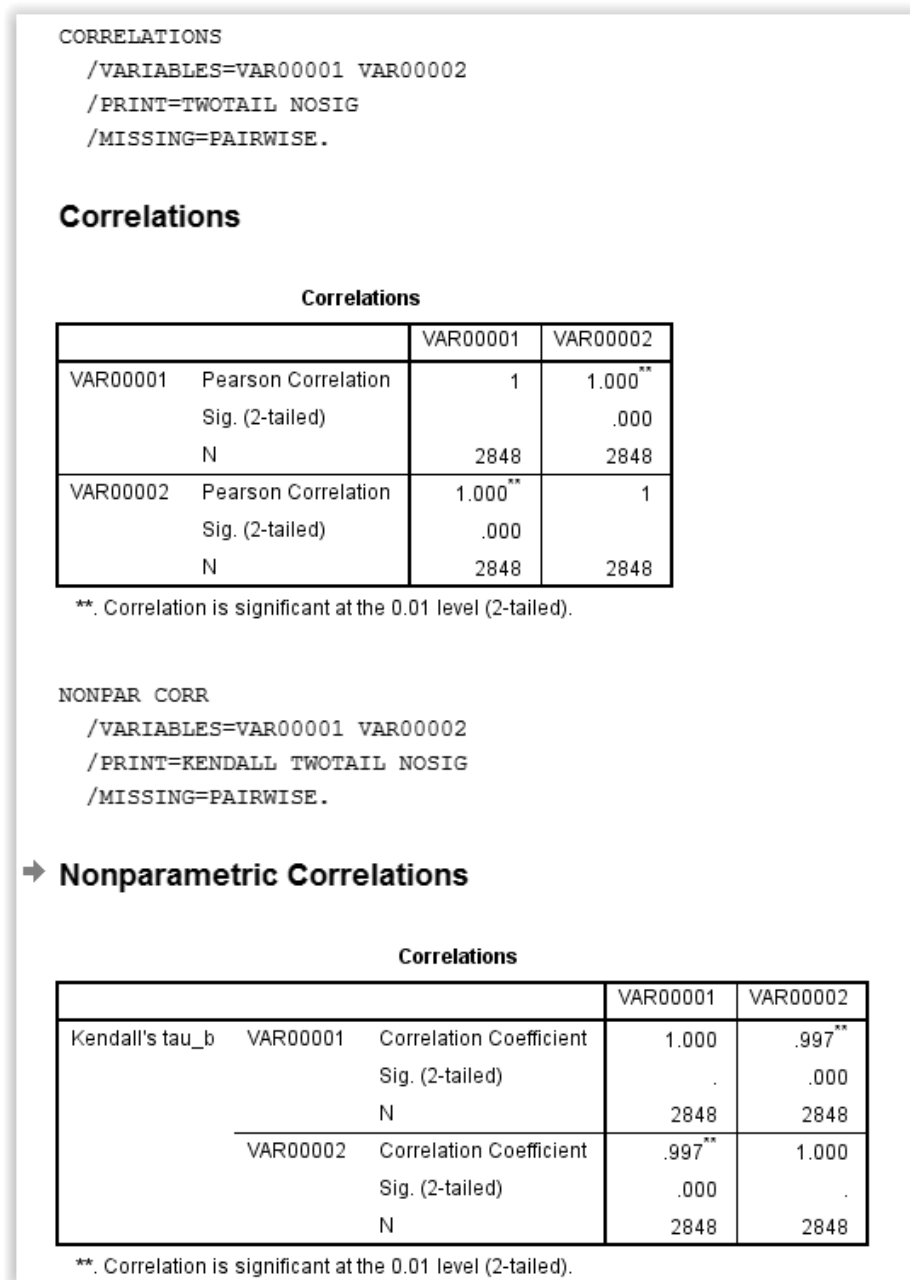 CORRELATIONS
/VARIABLES=VAR00001 VAR00002
/PRINT=TWOTAIL NOSIG
/MISSING=PAIRWISE.
Correlations
Correlations
VAR00001 VAR00002
VAR00001 Pearson Correlation 1 1.000**
Sig. (2-tailed) .000
N 2848 2848
VAR00002 Pearson Correlation 1.000** 1
Sig. (2-tailed) .000
N 2848 2848
**. Correlation is significant at the 0.01 level (2-tailed).
NONPAR CORR
/VARIABLES=VAR00001 VAR00002
/PRINT=KENDALL TWOTAIL NOSIG
/MISSING=PAIRWISE.
Nonparametric Correlations
Correlations
VAR00001 VAR00002
Kendall's tau_b VAR00001 Correlation Coefficient 1.000 .997**
Sig. (2-tailed) . .000
N 2848 2848
VAR00002 Correlation Coefficient .997** 1.000
Sig. (2-tailed) .000 .
N 2848 2848
**. Correlation is significant at the 0.01 level (2-tailed).